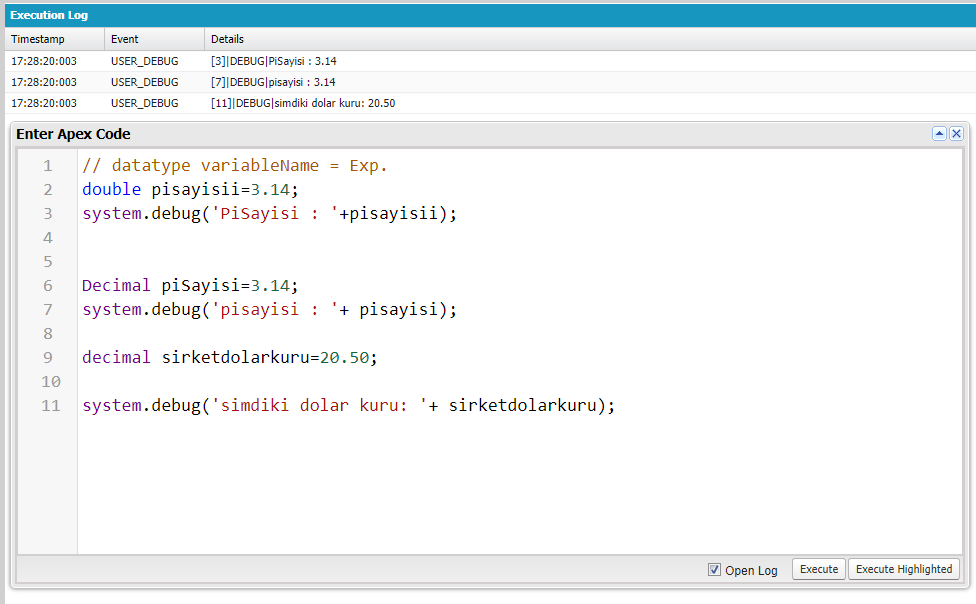 Execution Log
Timestamp Event Details
17:28:20:003 USER_DEBUG [3]|DEBUG|PiSayisi : 3.14
17:28:20:003 USER_DEBUG [7]|DEBUG|pisayisi : 3.14
17:28:20:003 USER_DEBUG [11]|DEBUG|simdiki dolar kuru: 20.50
Enter Apex Code
1 // datatype variableName = Exp.
2 double pisayisii=3.14;
3 system.debug('PiSayisi : '+pisayisii);
4
5
6 Decimal piSayisi=3.14;
7 system.debug('pisayisi : '+ pisayisi);
8
9 decimal sirketdolarkuru=20.50;
10
11 system.debug('simdiki dolar kuru: '+ sirketdolarkuru);
Open Log Execute Execute Highlighted